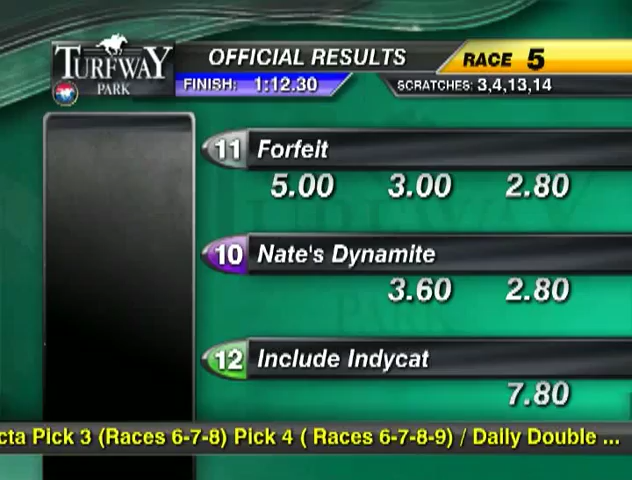 TURFWAY
PARK
OFFICIAL RESULTS
RACE 5
FINISH: 1:12.30
SCRATCHES: 3,4,13,14
11 Forfeit
5.00 3.00 2.80
10 Nate's Dynamite
3.60 2.80
12 Include Indycat
7.80
cta Pick 3 (Races 6-7-8) Pick 4 ( Races 6-7-8-9) / Daily Double ...